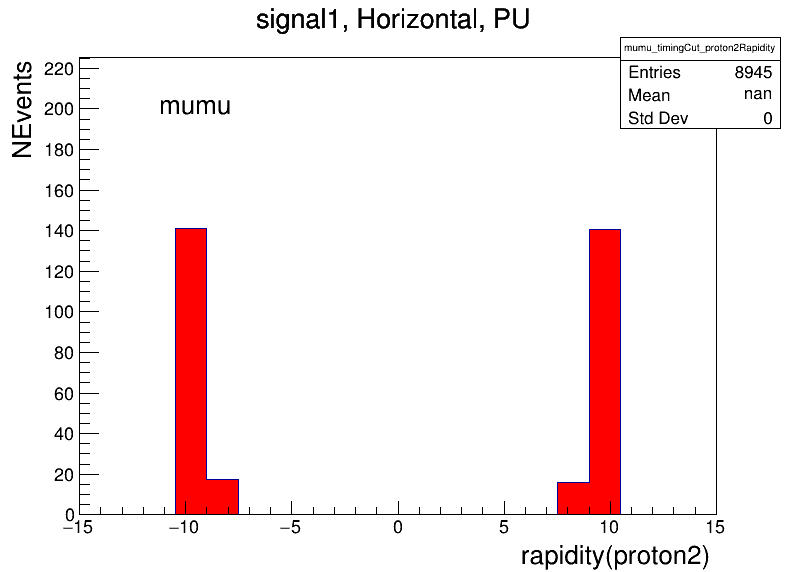 signal1, Horizontal, PU
mumu_timingCut_proton2Rapidity
Entries 8945
Mean nan
Std Dev 0
NEvents
mumu
220
200
180
160
140
120
100
80
60
40
20
0
−15 −10 −5 0 5 10 15
rapidity(proton2)